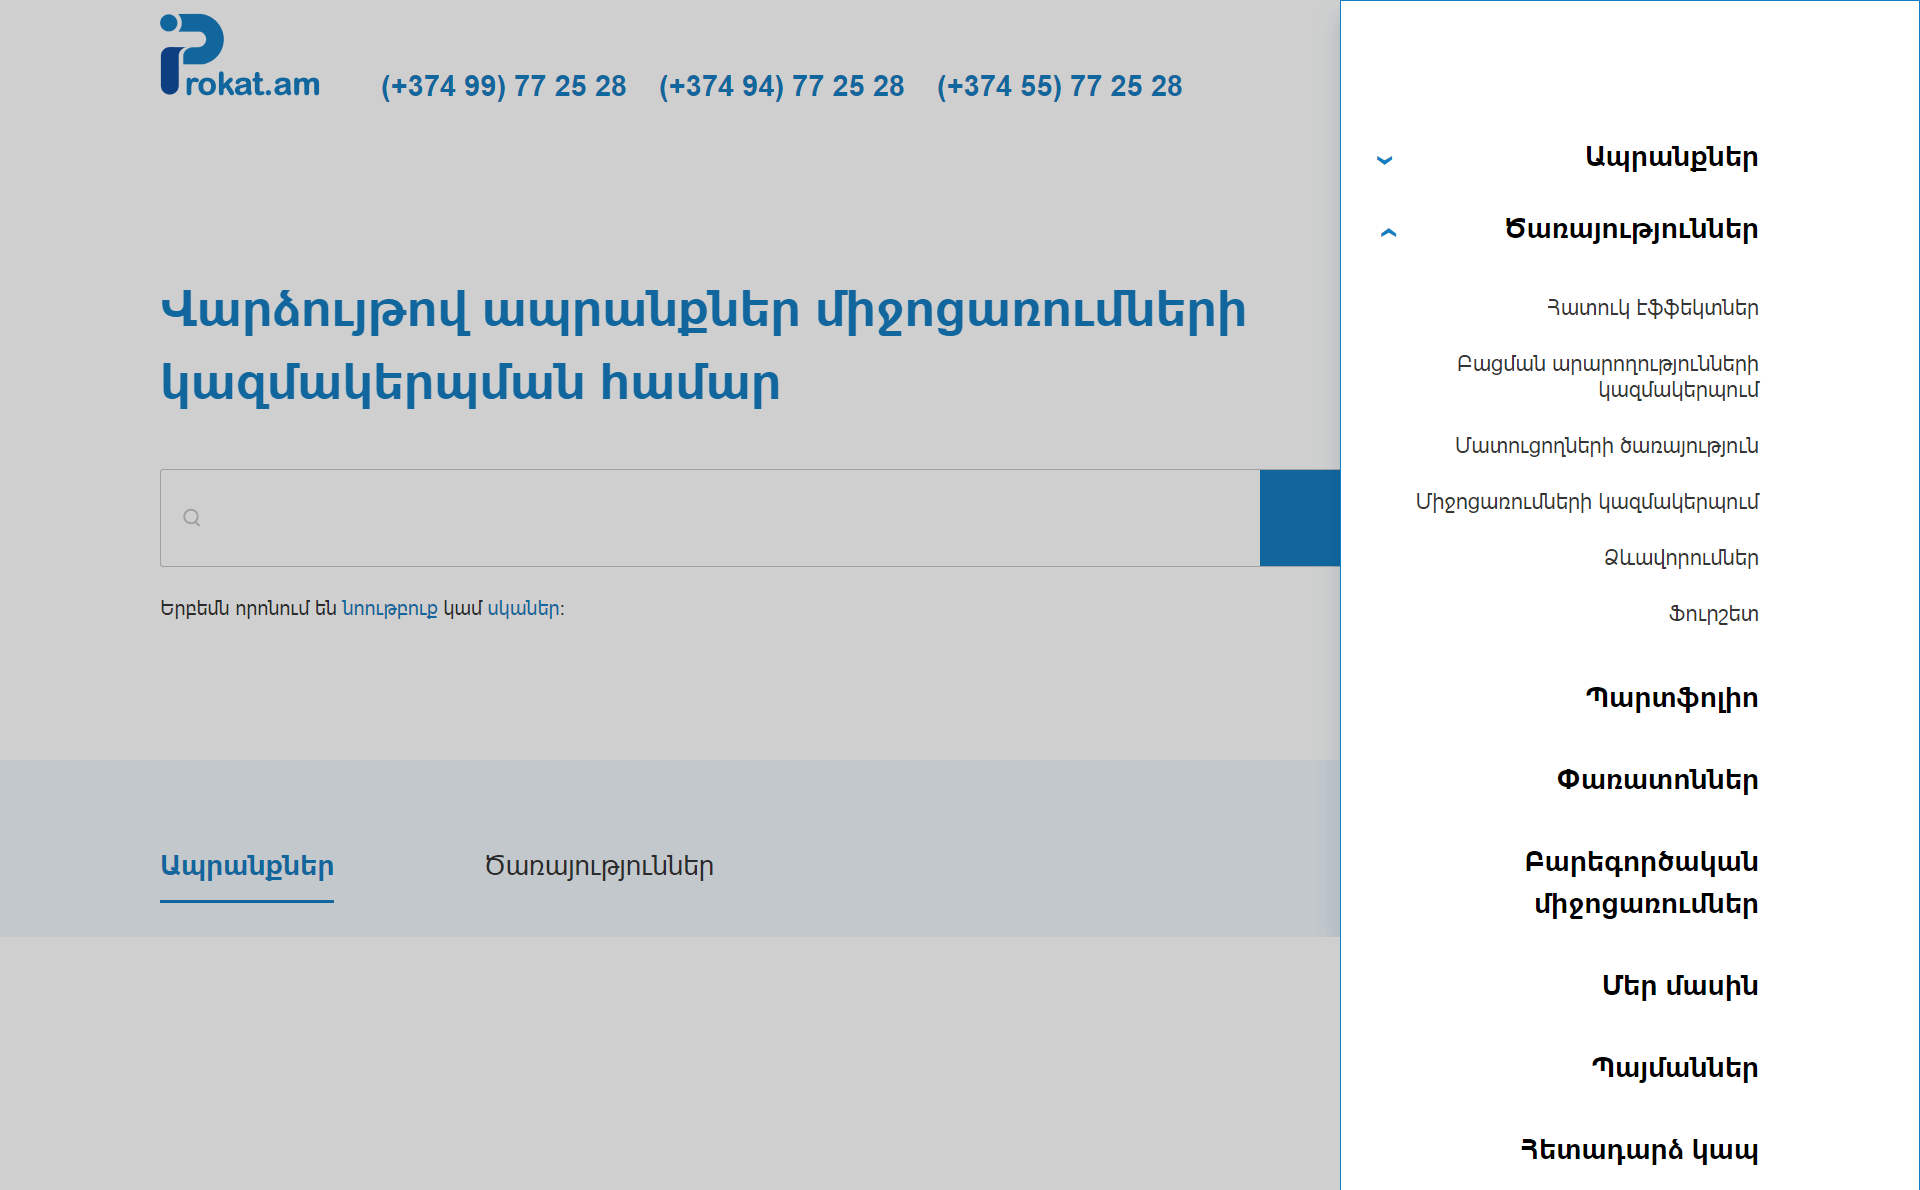 Prokat.am
(+374 99) 77 25 28 (+374 94) 77 25 28 (+374 55) 77 25 28
Վարձույթով ապրանքներ միջոցառումների
կազմակերպման համար
Երբեմն որոնում են նոութբուք կամ սկաներ:
Ապրանքներ Ծառայություններ
Ապրանքներ
Ծառայություններ
Հատուկ էֆֆեկտներ
Բացման արարողությունների
կազմակերպում
Մատուցողների ծառայություն
Միջոցառումների կազմակերպում
Ձևավորումներ
Ֆուրշետ
Պարտֆոլիո
Փառատոններ
Բարեգործական
միջոցառումներ
Մեր մասին
Պայմաններ
Հետադարձ կապ